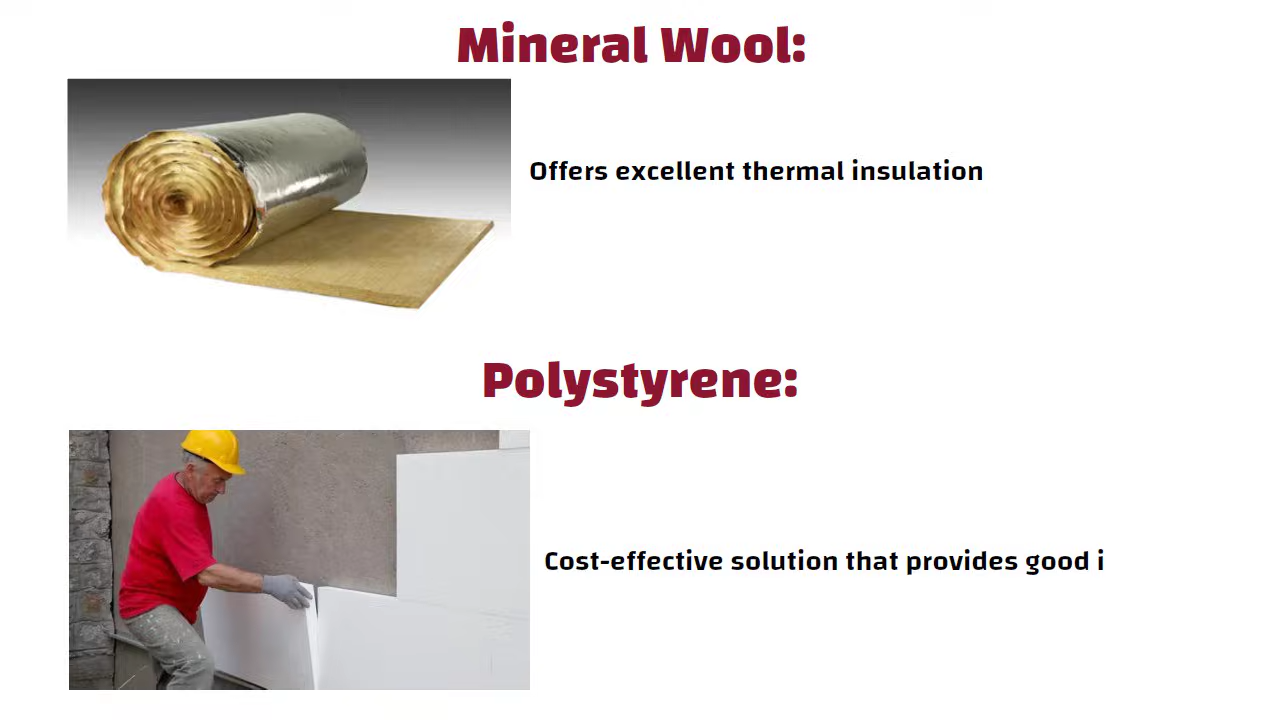 Mineral Wool:
Offers excellent thermal insulation
Polystyrene:
Cost-effective solution that provides good i